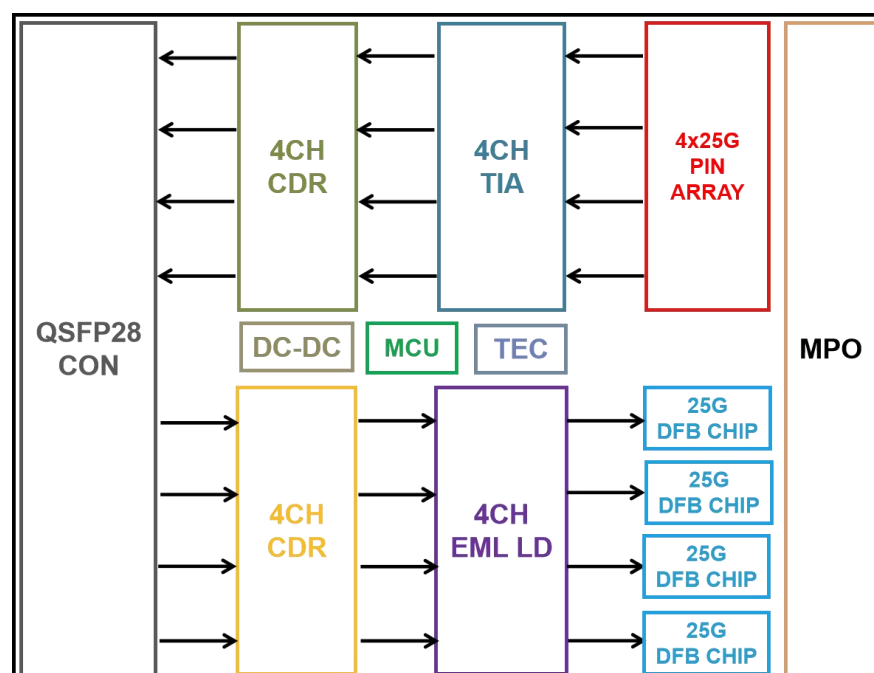 QSFP28
CON
4CH
CDR
4CH
TIA
4x25G
PIN
ARRAY
DC-DC
MCU
TEC
MPO
4CH
CDR
4CH
EML LD
25G
DFB CHIP
25G
DFB CHIP
25G
DFB CHIP
25G
DFB CHIP